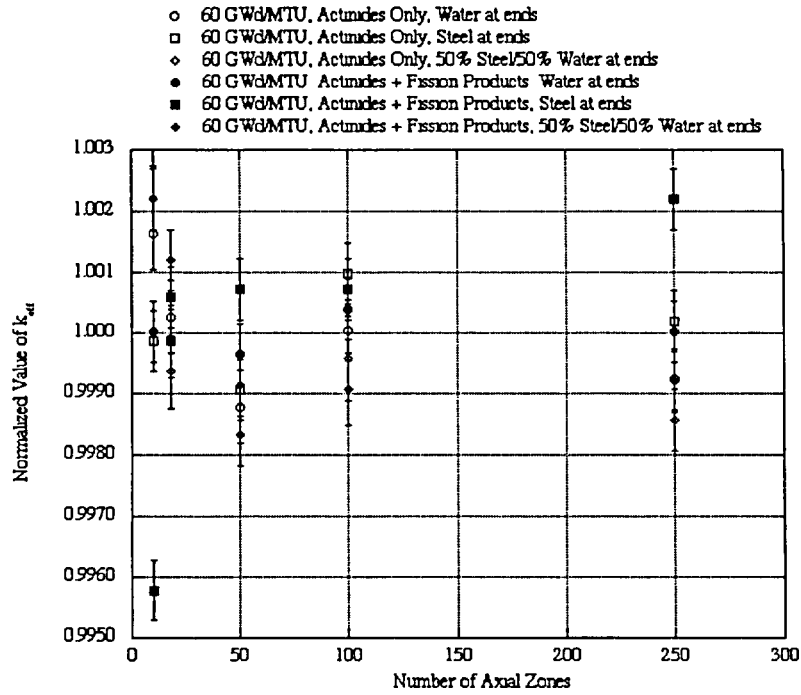 60 GWd/MTU, Actinides Only, Water at ends
60 GWd/MTU, Actinides Only, Steel at ends
60 GWd/MTU, Actinides Only, 50% Steel/50% Water at ends
60 GWd/MTU Actinides + Fission Products Water at ends
60 GWd/MTU, Actinides + Fission Products, Steel at ends
60 GWd/MTU, Actinides + Fission Products, 50% Steel/50% Water at ends
1.003
1.002
1.001
1.000
0.9990
0.9980
0.9970
0.9960
0.9950
Normalized Value of k_eff
0 50 100 150 200 250 300
Number of Axial Zones